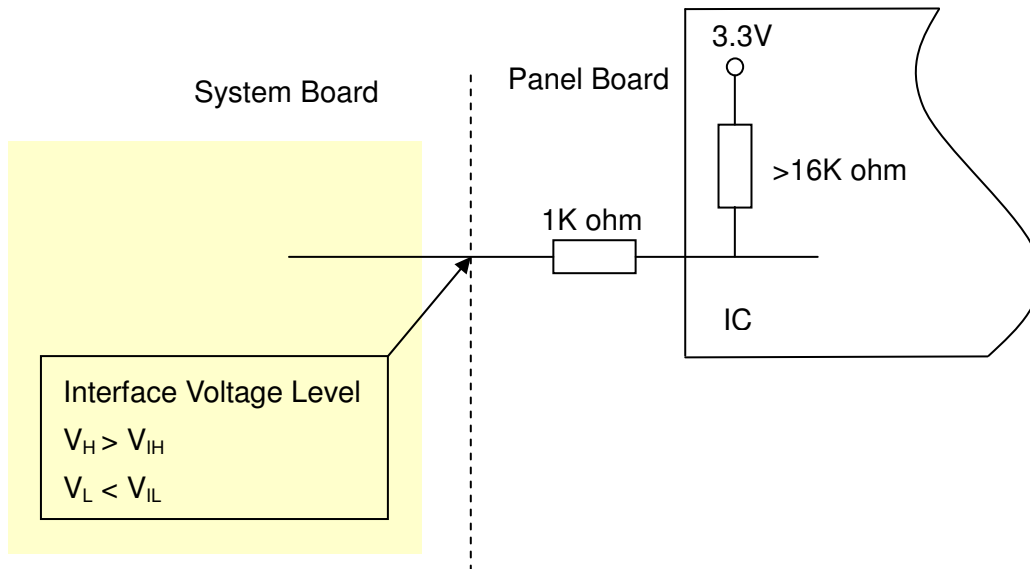 3.3V
System Board
Panel Board
>16K ohm
1K ohm
IC
Interface Voltage Level
VH > VIH
VL < VIL